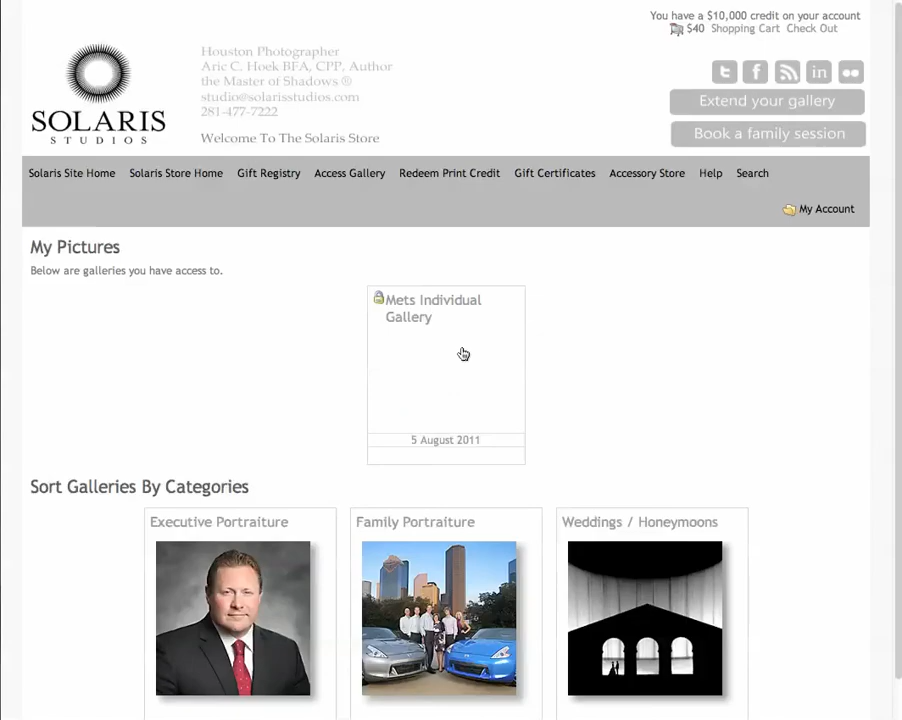 You have a $10,000 credit on your account
$40 Shopping Cart Check Out
SOLARIS
STUDIOS
Houston Photographer
Aric C. Hoek BFA, CPP, Author
the Master of Shadows ®
studio@solarisstudios.com
281-477-7222
Welcome To The Solaris Store
t f in
Extend your gallery
Book a family session
Solaris Site Home Solaris Store Home Gift Registry Access Gallery Redeem Print Credit Gift Certificates Accessory Store Help Search
My Account
My Pictures
Below are galleries you have access to.
Mets Individual
Gallery
5 August 2011
Sort Galleries By Categories
Executive Portraiture Family Portraiture Weddings / Honeymoons